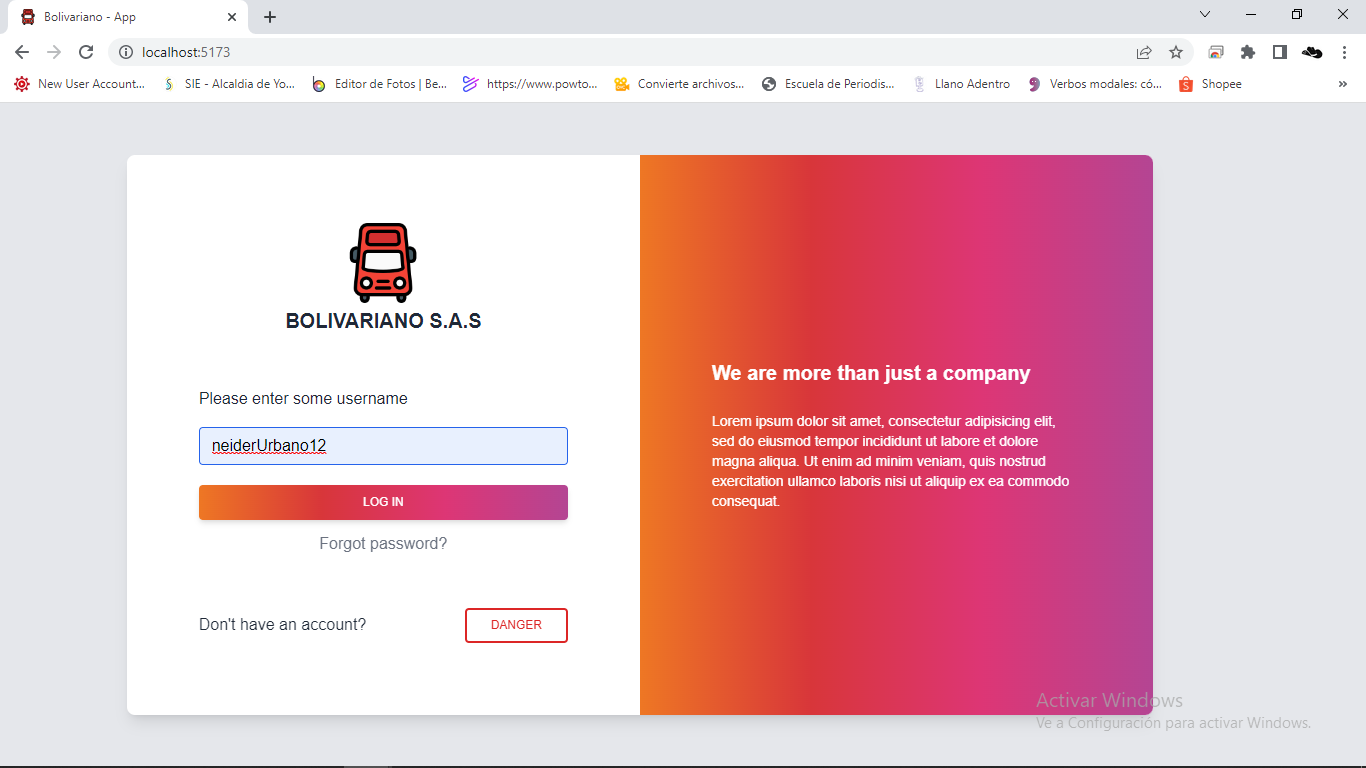 Bolivariano - App
localhost:5173
New User Account...
SIE - Alcaldia de Yo...
Editor de Fotos | Be...
https://www.powto...
Convierte archivos...
Escuela de Periodis...
Llano Adentro
Verbos modales: có...
Shopee
BOLIVARIANO S.A.S
Please enter some username
neiderUrbano12
LOG IN
Forgot password?
Don't have an account?
DANGER
We are more than just a company
Lorem ipsum dolor sit amet, consectetur adipisicing elit,
sed do eiusmod tempor incididunt ut labore et dolore
magna aliqua. Ut enim ad minim veniam, quis nostrud
exercitation ullamco laboris nisi ut aliquip ex ea commodo
consequat.
Activar Windows
Ve a Configuración para activar Windows.